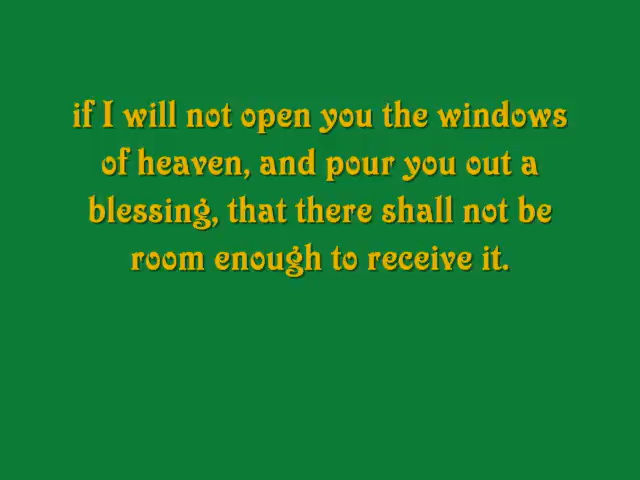 if I will not open you the windows
of heaven, and pour you out a
blessing, that there shall not be
room enough to receive it.